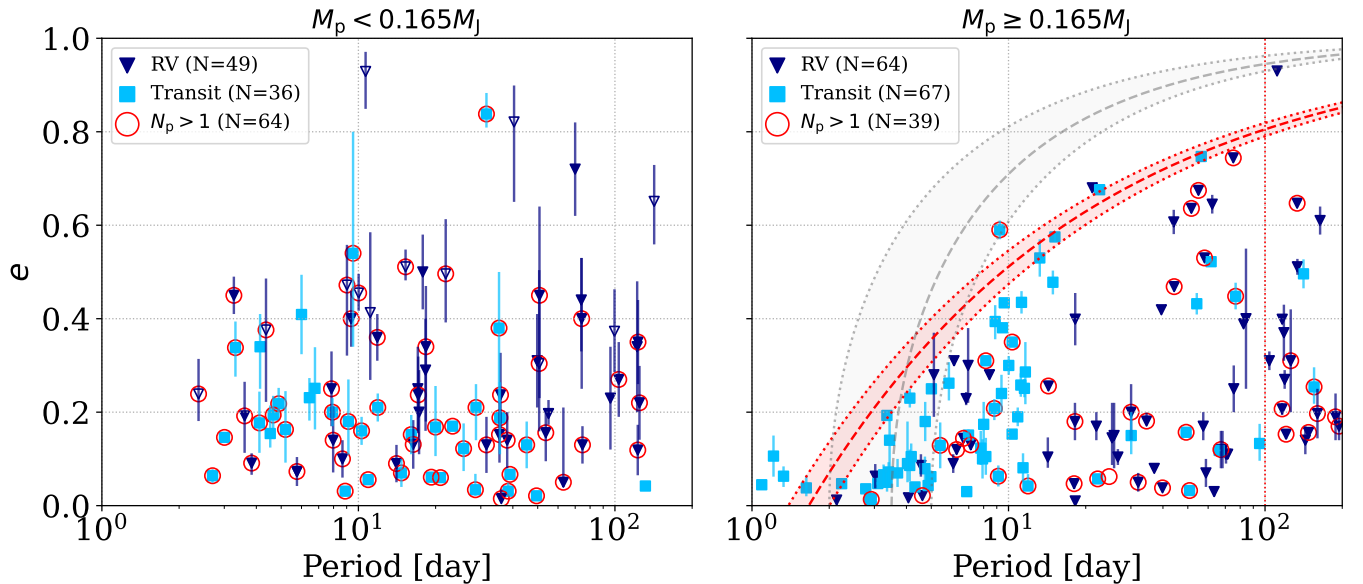 M_p < 0.165M_J
M_p ≥ 0.165M_J
RV (N=49)
Transit (N=36)
N_p > 1 (N=64)
RV (N=64)
Transit (N=67)
N_p > 1 (N=39)
e
1.0
0.8
0.6
0.4
0.2
0.0
10^0
10^1
10^2
10^0
10^1
10^2
Period [day]
Period [day]